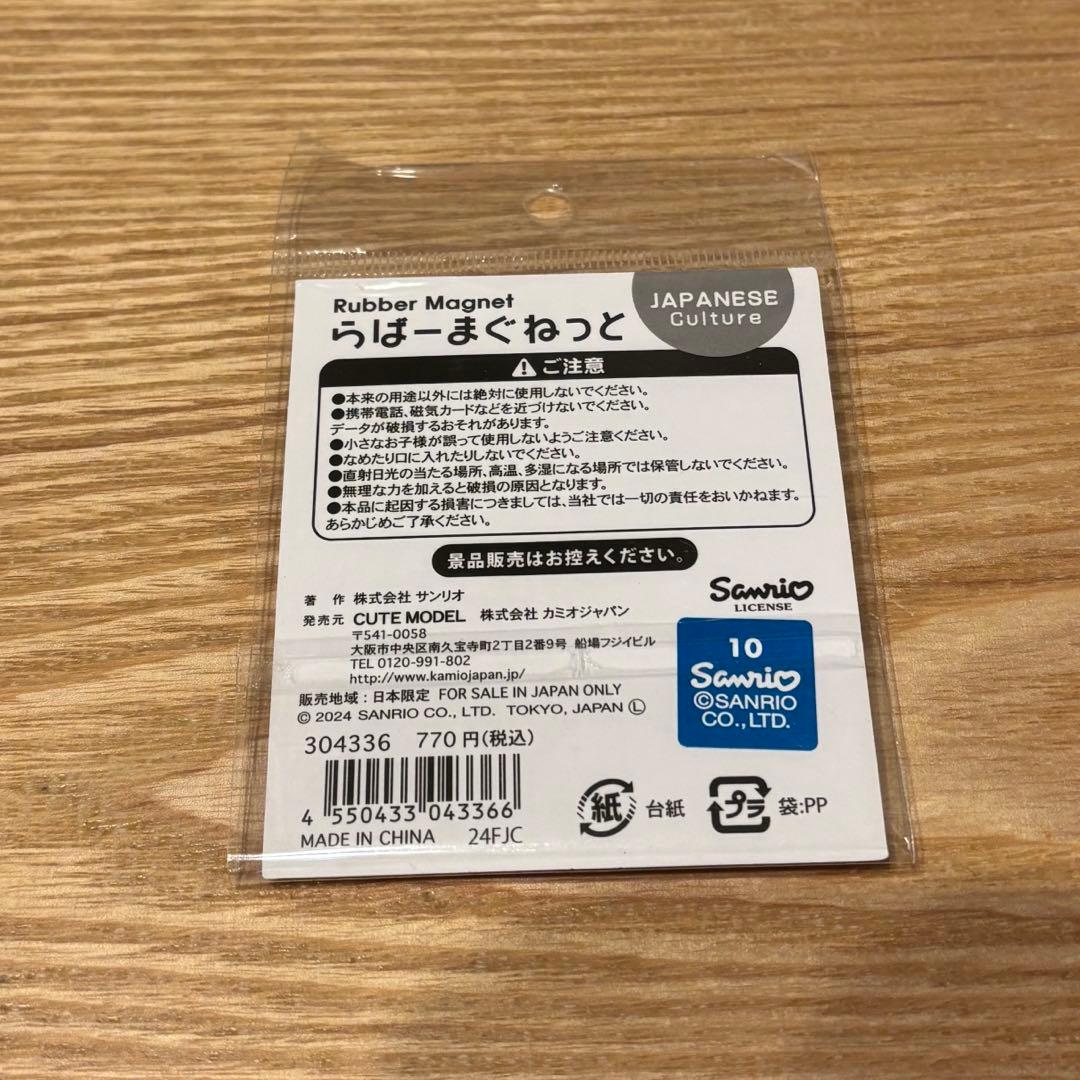 Rubber Magnet
らばーまぐねっと
JAPANESE
Culture
ご注意
●本来の用途以外には絶対に使用しないでください。
●携帯電話、磁気カードなどを近づけないでください。
データが破損するおそれがあります。
●小さなお子様が誤って使用しないようご注意ください。
●なめたり口に入れたりしないでください。
●直射日光の当たる場所、高温、多湿になる場所では保管しないでください。
●無理な力を加えると破損の原因となります。
●本品に起因する損害につきましては、当社では一切の責任をおいかねます。
あらかじめご了承ください。
景品販売はお控えください。
著 作 株式会社 サンリオ
発売元 CUTE MODEL 株式会社 カミオジャパン
〒541-0058
大阪市中央区南久宝寺町2丁目2番9号 船場フジイビル
TEL 0120-991-802
http://www.kamiojapan.jp/
販売地域：日本限定 FOR SALE IN JAPAN ONLY
© 2024 SANRIO CO., LTD. TOKYO, JAPAN Ⓛ
Sanrio
LICENSE
10
Sanrio
©SANRIO
CO., LTD.
304336 770円(税込)
4 550433 043366
MADE IN CHINA 24FJC
紙 台紙
プラ 袋:PP